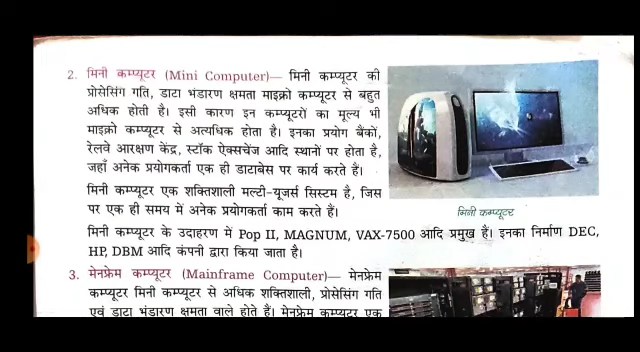 2. मिनी कम्प्यूटर (Mini Computer)— मिनी कम्प्यूटर की
प्रोसेसिंग गति, डाटा भंडारण क्षमता माइक्रो कम्प्यूटर से बहुत
अधिक होती है। इसी कारण इन कम्प्यूटरों का मूल्य भी
माइक्रो कम्प्यूटर से अत्यधिक होता है। इनका प्रयोग बैंकों,
रेलवे आरक्षण केंद्र, स्टॉक ऐक्सचेंज आदि स्थानों पर होता है,
जहाँ अनेक प्रयोगकर्ता एक ही डाटाबेस पर कार्य करते हैं।
मिनी कम्प्यूटर एक शक्तिशाली मल्टी-यूजर्स सिस्टम है, जिस
पर एक ही समय में अनेक प्रयोगकर्ता काम करते हैं।
मिनी कम्प्यूटर
मिनी कम्प्यूटर के उदाहरण में Pop II, MAGNUM, VAX-7500 आदि प्रमुख हैं। इनका निर्माण DEC,
HP, DBM आदि कंपनी द्वारा किया जाता है।
3. मेनफ्रेम कम्प्यूटर (Mainframe Computer)— मेनफ्रेम
कम्प्यूटर मिनी कम्प्यूटर से अधिक शक्तिशाली, प्रोसेसिंग गति
एवं डाटा भंडारण क्षमता वाले होते हैं। मेनफ्रेम कम्प्यूटर एक